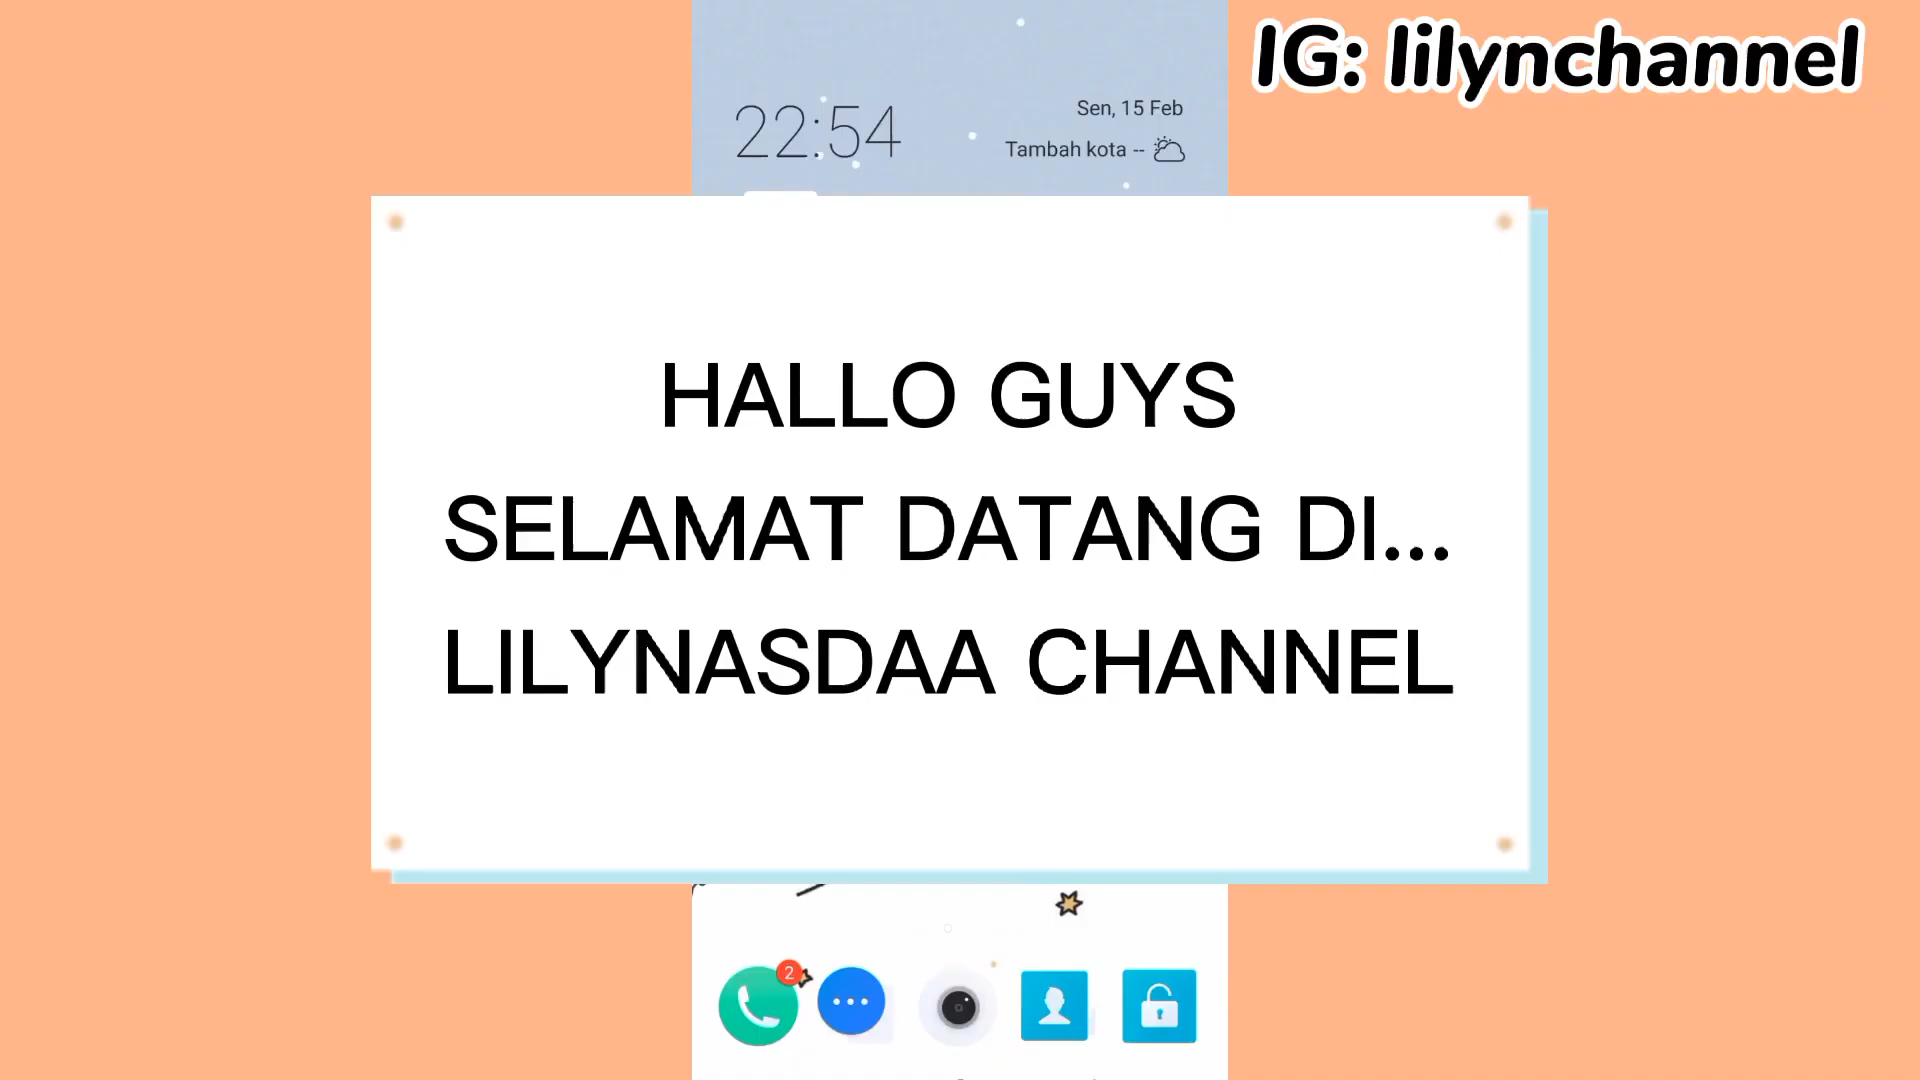 IG: lilynchannel
22:54
Sen, 15 Feb
Tambah kota --
HALLO GUYS
SELAMAT DATANG DI...
LILYNASDAA CHANNEL
2